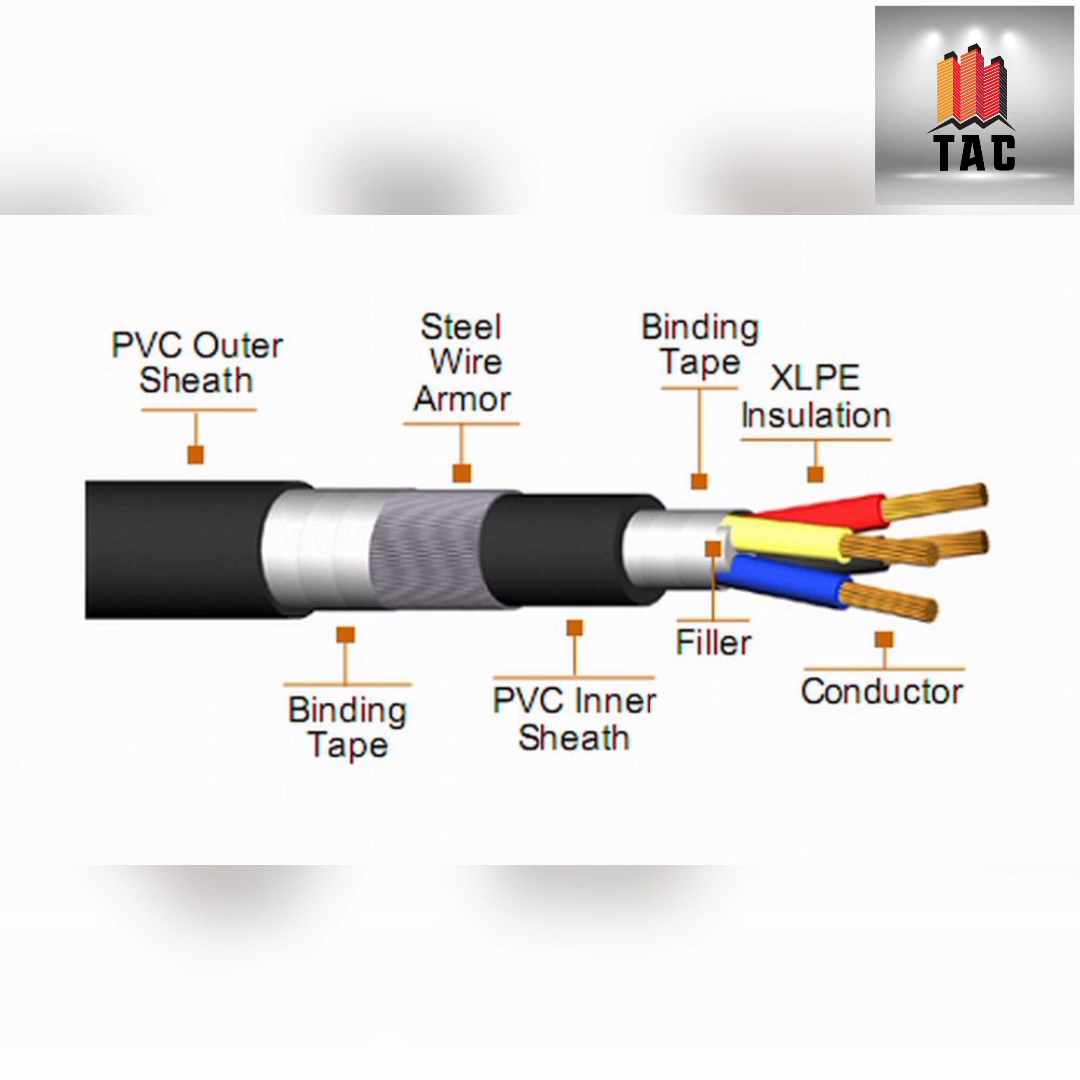 TAC
PVC Outer
Sheath
Steel
Wire
Armor
Binding
Tape
XLPE
Insulation
Binding
Tape
PVC Inner
Sheath
Filler
Conductor